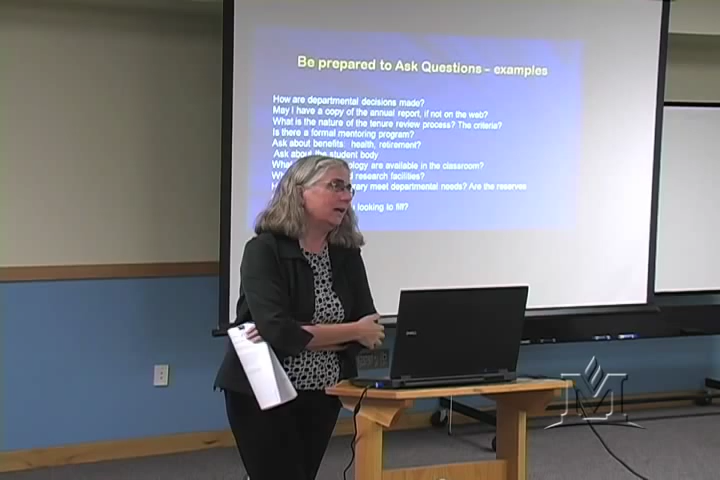 Be prepared to Ask Questions – examples
How are departmental decisions made?
May I have a copy of the annual report, if not on the web?
What is the nature of the tenure review process? The criteria?
Is there a formal mentoring program?
Ask about benefits: health, retirement?
Ask about the student body
are available in the classroom?
research facilities?
meet departmental needs? Are the reserves
looking to fill?
DELL
M